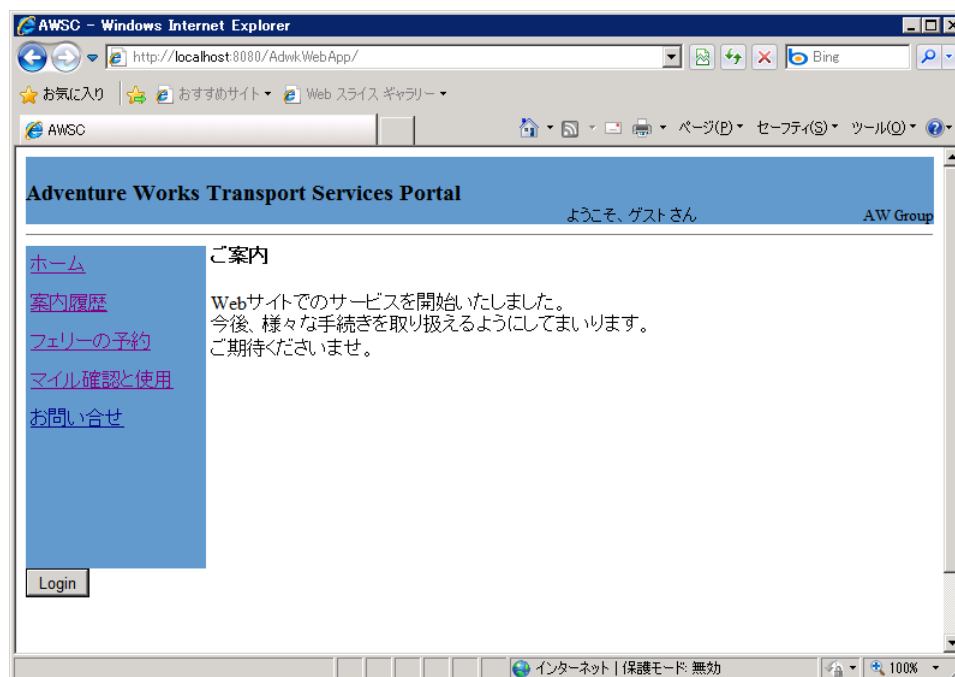 AWSC - Windows Internet Explorer
http://localhost:8080/AdwkWebApp/
Bing
お気に入り おすすめサイト Web スライス ギャラリー
AWSC
ページ(P) セーフティ(S) ツール(O)
Adventure Works Transport Services Portal
ようこそ、ゲスト さん AW Group
ホーム
案内履歴
フェリーの予約
マイル確認と使用
お問い合せ
ご案内
Webサイトでのサービスを開始いたしました。
今後、様々な手続きを取り扱えるようにしてまいります。
ご期待くださいませ。
Login
インターネット | 保護モード: 無効
100%